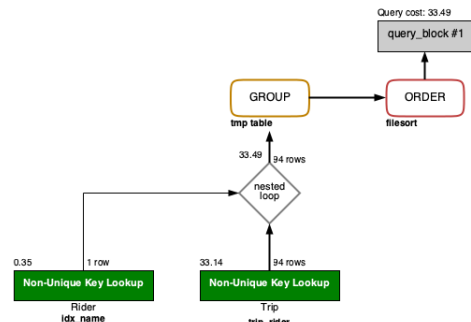 Query cost: 33.49
query_block #1
GROUP
ORDER
tmp table
filesort
33.49
94 rows
nested
loop
0.35
1 row
33.14
94 rows
Non-Unique Key Lookup
Non-Unique Key Lookup
Rider
Trip
idx_name
trip_rider